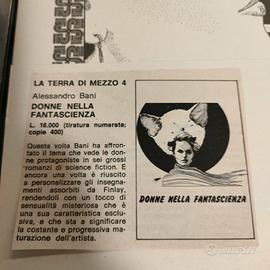 LA TERRA DI MEZZO 4
Alessandro Bani
DONNE NELLA
FANTASCIENZA
L. 16.000 (tiratura numerata:
copie 400)
Questa volta Bani ha affron-
tato il tema che vede le don-
ne protagoniste in sei grossi
romanzi di science fiction. E
ancora una volta è riuscito
a personalizzare gli insegna-
menti assorbiti da Finlay,
rendendoli con un tocco di
sensualità misteriosa che è
una sua caratteristica esclu-
siva, e che sta a significare
la costante e progressiva ma-
turazione dell'artista.
DONNE NELLA FANTASCIENZA
subito.it